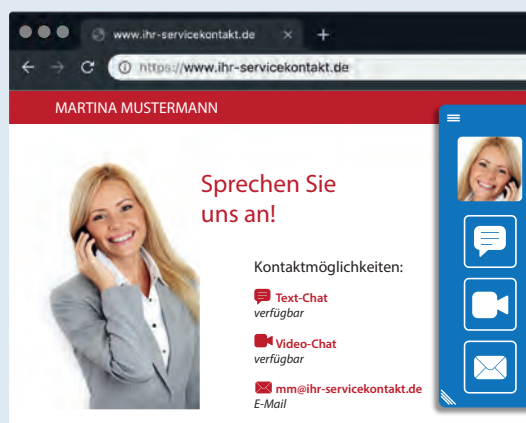 www.ihr-servicekontakt.de
https://www.ihr-servicekontakt.de
MARTINA MUSTERMANN
Sprechen Sie
uns an!
Kontaktmöglichkeiten:
Text-Chat
verfügbar
Video-Chat
verfügbar
mm@ihr-servicekontakt.de
E-Mail